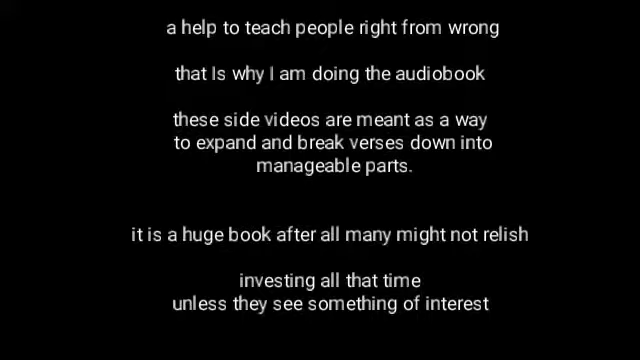 a help to teach people right from wrong
that Is why I am doing the audiobook
these side videos are meant as a way
to expand and break verses down into
manageable parts.
it is a huge book after all many might not relish
investing all that time
unless they see something of interest